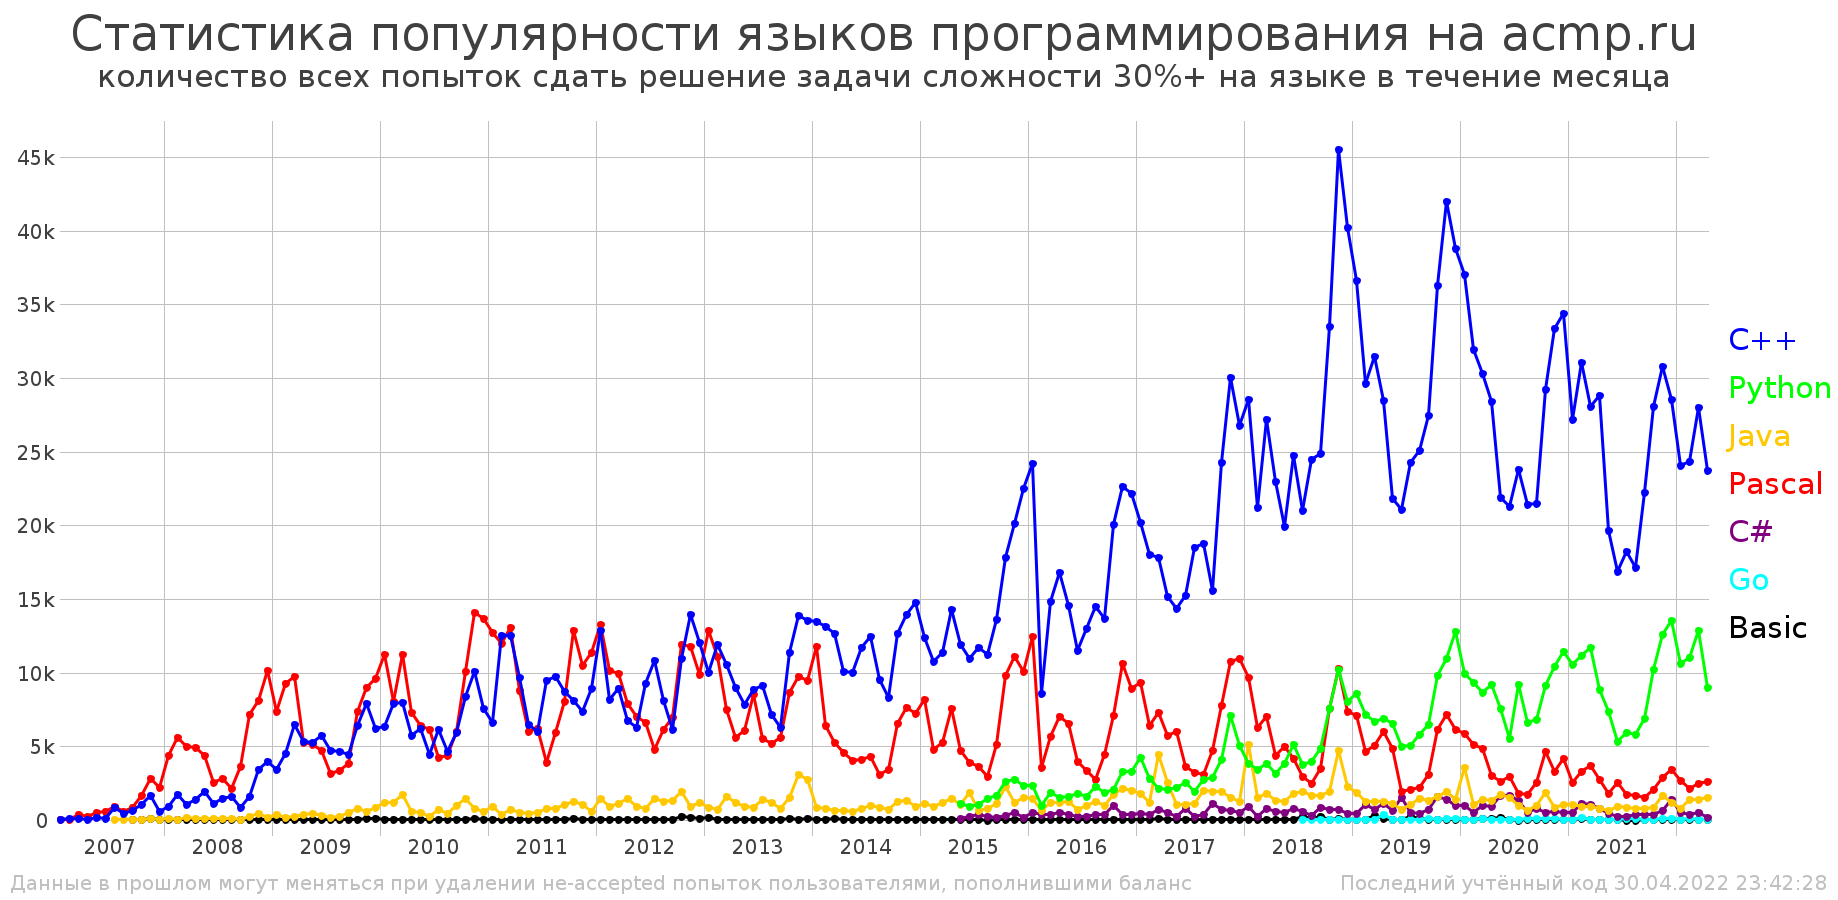 Статистика популярности языков программирования на acmp.ru
количество всех попыток сдать решение задачи сложности 30%+ на языке в течение месяца
45k
40k
35k
30k
25k
20k
15k
10k
5k
0
C++
Python
Java
Pascal
C#
Go
Basic
2007 2008 2009 2010 2011 2012 2013 2014 2015 2016 2017 2018 2019 2020 2021
Данные в прошлом могут меняться при удалении не-accepted попыток пользователями, пополнившими баланс
Последний учтённый код 30.04.2022 23:42:28